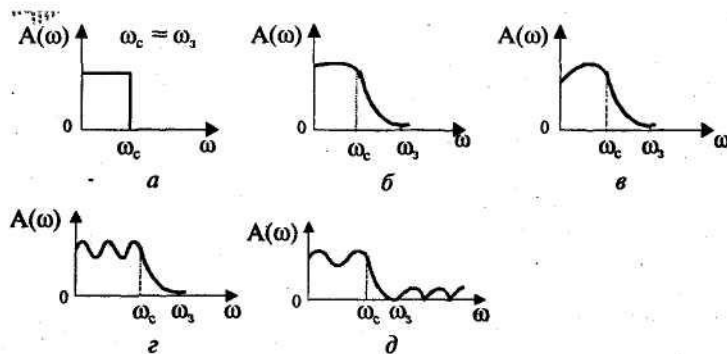 A(ω) ω_c = ω_з
0
ω_c ω
а
A(ω)
0
ω_c ω_з ω
б
A(ω)
0
ω_c ω_з ω
в
A(ω)
0
ω_c ω_з ω
г
A(ω)
0
ω_c ω_з ω
д